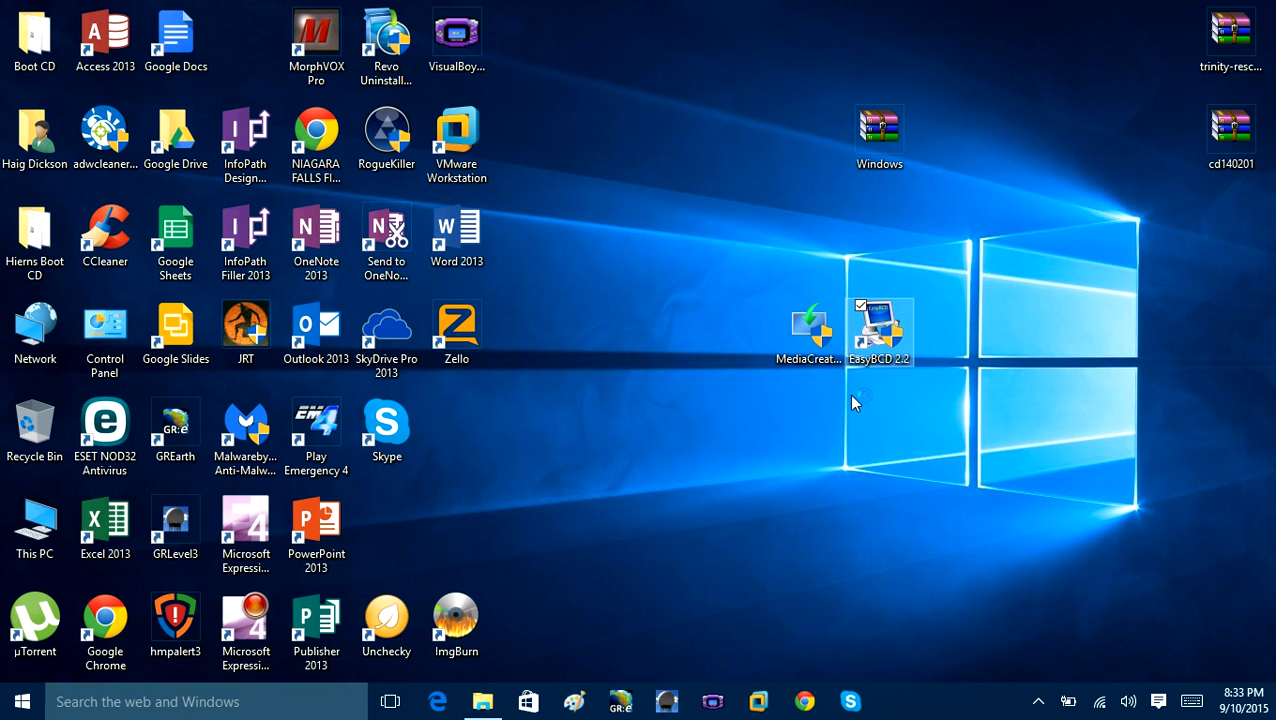 Boot CD
Access 2013
Google Docs
MorphVOX
Pro
Revo
Uninstall...
VisualBoy...
trinity-resc...
Haig Dickson
adwcleaner...
Google Drive
InfoPath
Design...
NIAGARA
FALLS FI...
RogueKiller
VMware
Workstation
Windows
cd140201
Hierns Boot
CD
CCleaner
Google
Sheets
InfoPath
Filler 2013
OneNote
2013
Send to
OneNo...
Word 2013
Network
Control
Panel
Google Slides
JRT
Outlook 2013
SkyDrive Pro
2013
Zello
MediaCreat...
EasyBCD 2.2
Recycle Bin
ESET NOD32
Antivirus
GR:e
GREarth
Malwareby...
Anti-Malw...
EM4
Play
Emergency 4
Skype
This PC
Excel 2013
GRLevel3
Microsoft
Expressi...
PowerPoint
2013
µTorrent
Google
Chrome
hmpalert3
Microsoft
Expressi...
Publisher
2013
Unchecky
ImgBurn
Search the web and Windows
GR:e
8:33 PM
9/10/2015